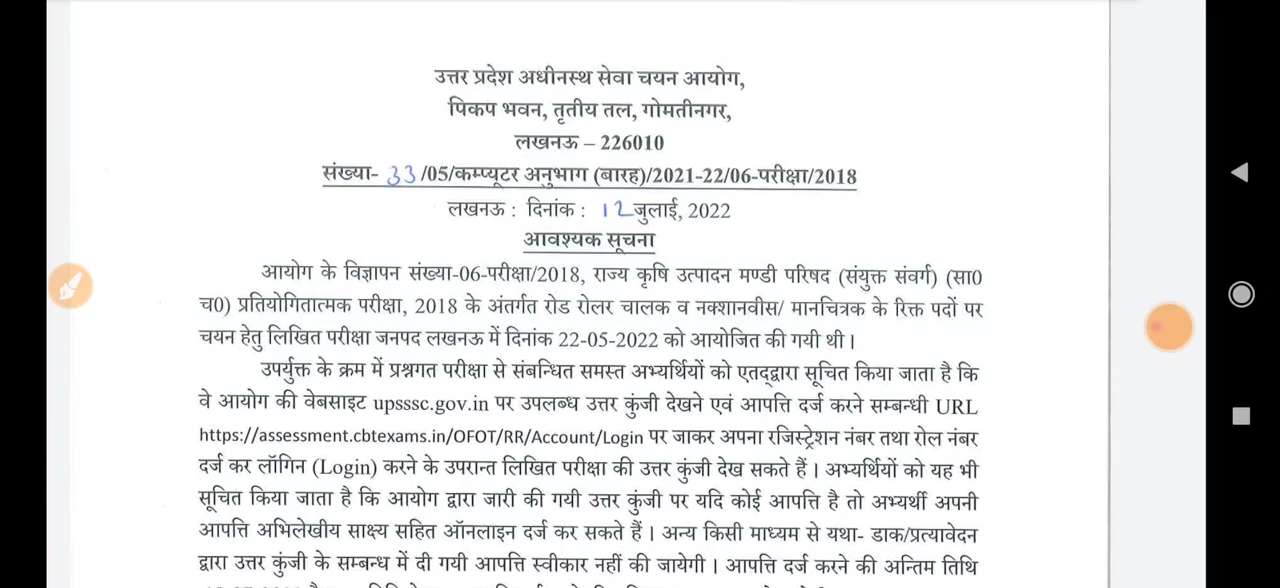 उत्तर प्रदेश अधीनस्थ सेवा चयन आयोग,
पिकप भवन, तृतीय तल, गोमतीनगर,
लखनऊ – 226010
संख्या- 33 /05/कम्प्यूटर अनुभाग (बारह)/2021-22/06-परीक्षा/2018
लखनऊ : दिनांक : 12 जुलाई, 2022
आवश्यक सूचना
आयोग के विज्ञापन संख्या-06-परीक्षा/2018, राज्य कृषि उत्पादन मण्डी परिषद (संयुक्त संवर्ग) (सा0
च0) प्रतियोगितात्मक परीक्षा, 2018 के अंतर्गत रोड रोलर चालक व नक्शानवीस/ मानचित्रक के रिक्त पदों पर
चयन हेतु लिखित परीक्षा जनपद लखनऊ में दिनांक 22-05-2022 को आयोजित की गयी थी।
उपर्युक्त के क्रम में प्रश्नगत परीक्षा से संबन्धित समस्त अभ्यर्थियों को एतद्द्वारा सूचित किया जाता है कि
वे आयोग की वेबसाइट upsssc.gov.in पर उपलब्ध उत्तर कुंजी देखने एवं आपत्ति दर्ज करने सम्बन्धी URL
https://assessment.cbtexams.in/OFOT/RR/Account/Login पर जाकर अपना रजिस्ट्रेशन नंबर तथा रोल नंबर
दर्ज कर लॉगिन (Login) करने के उपरान्त लिखित परीक्षा की उत्तर कुंजी देख सकते हैं। अभ्यर्थियों को यह भी
सूचित किया जाता है कि आयोग द्वारा जारी की गयी उत्तर कुंजी पर यदि कोई आपत्ति है तो अभ्यर्थी अपनी
आपत्ति अभिलेखीय साक्ष्य सहित ऑनलाइन दर्ज कर सकते हैं। अन्य किसी माध्यम से यथा- डाक/प्रत्यावेदन
द्वारा उत्तर कुंजी के सम्बन्ध में दी गयी आपत्ति स्वीकार नहीं की जायेगी। आपत्ति दर्ज करने की अन्तिम तिथि